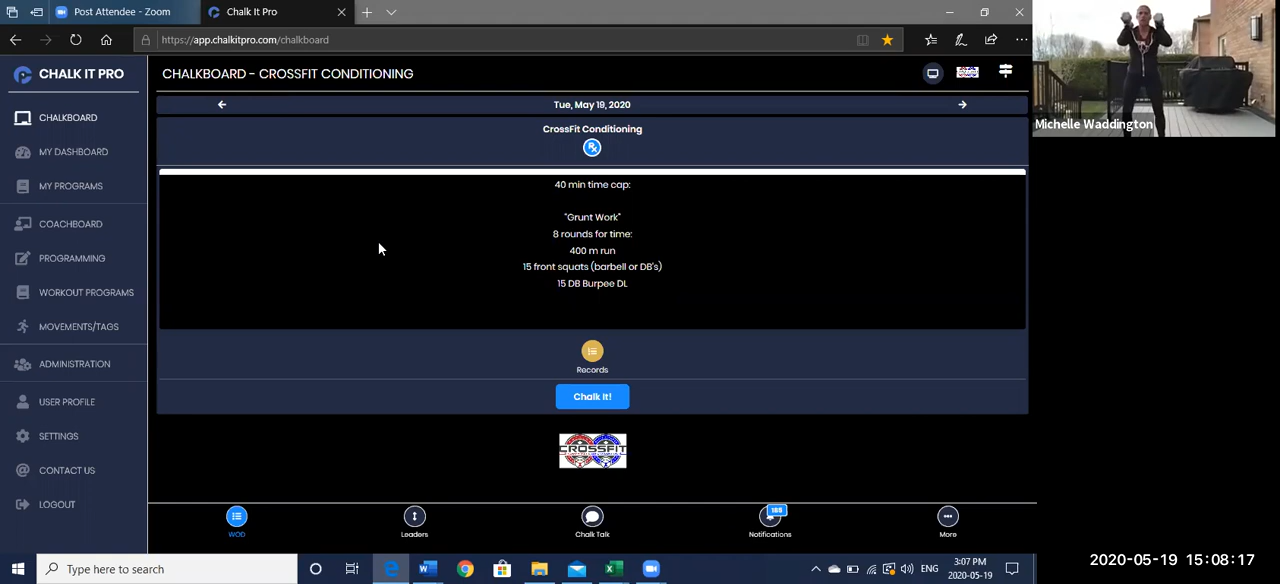 Post Attendee - Zoom
Chalk It Pro
https://app.chalkitpro.com/chalkboard
CHALK IT PRO
CHALKBOARD - CROSSFIT CONDITIONING
Tue, May 19, 2020
CrossFit Conditioning
Rx
40 min time cap:
"Grunt Work"
8 rounds for time:
400 m run
15 front squats (barbell or DB's)
15 DB Burpee DL
Records
Chalk It!
CROSSFIT
CHALKBOARD
MY DASHBOARD
MY PROGRAMS
COACHBOARD
PROGRAMMING
WORKOUT PROGRAMS
MOVEMENTS/TAGS
ADMINISTRATION
USER PROFILE
SETTINGS
CONTACT US
LOGOUT
WOD
Leaders
Chalk Talk
188
Notifications
More
Michelle Waddington
Type here to search
ENG
3:07 PM
2020-05-19
2020-05-19 15:08:17